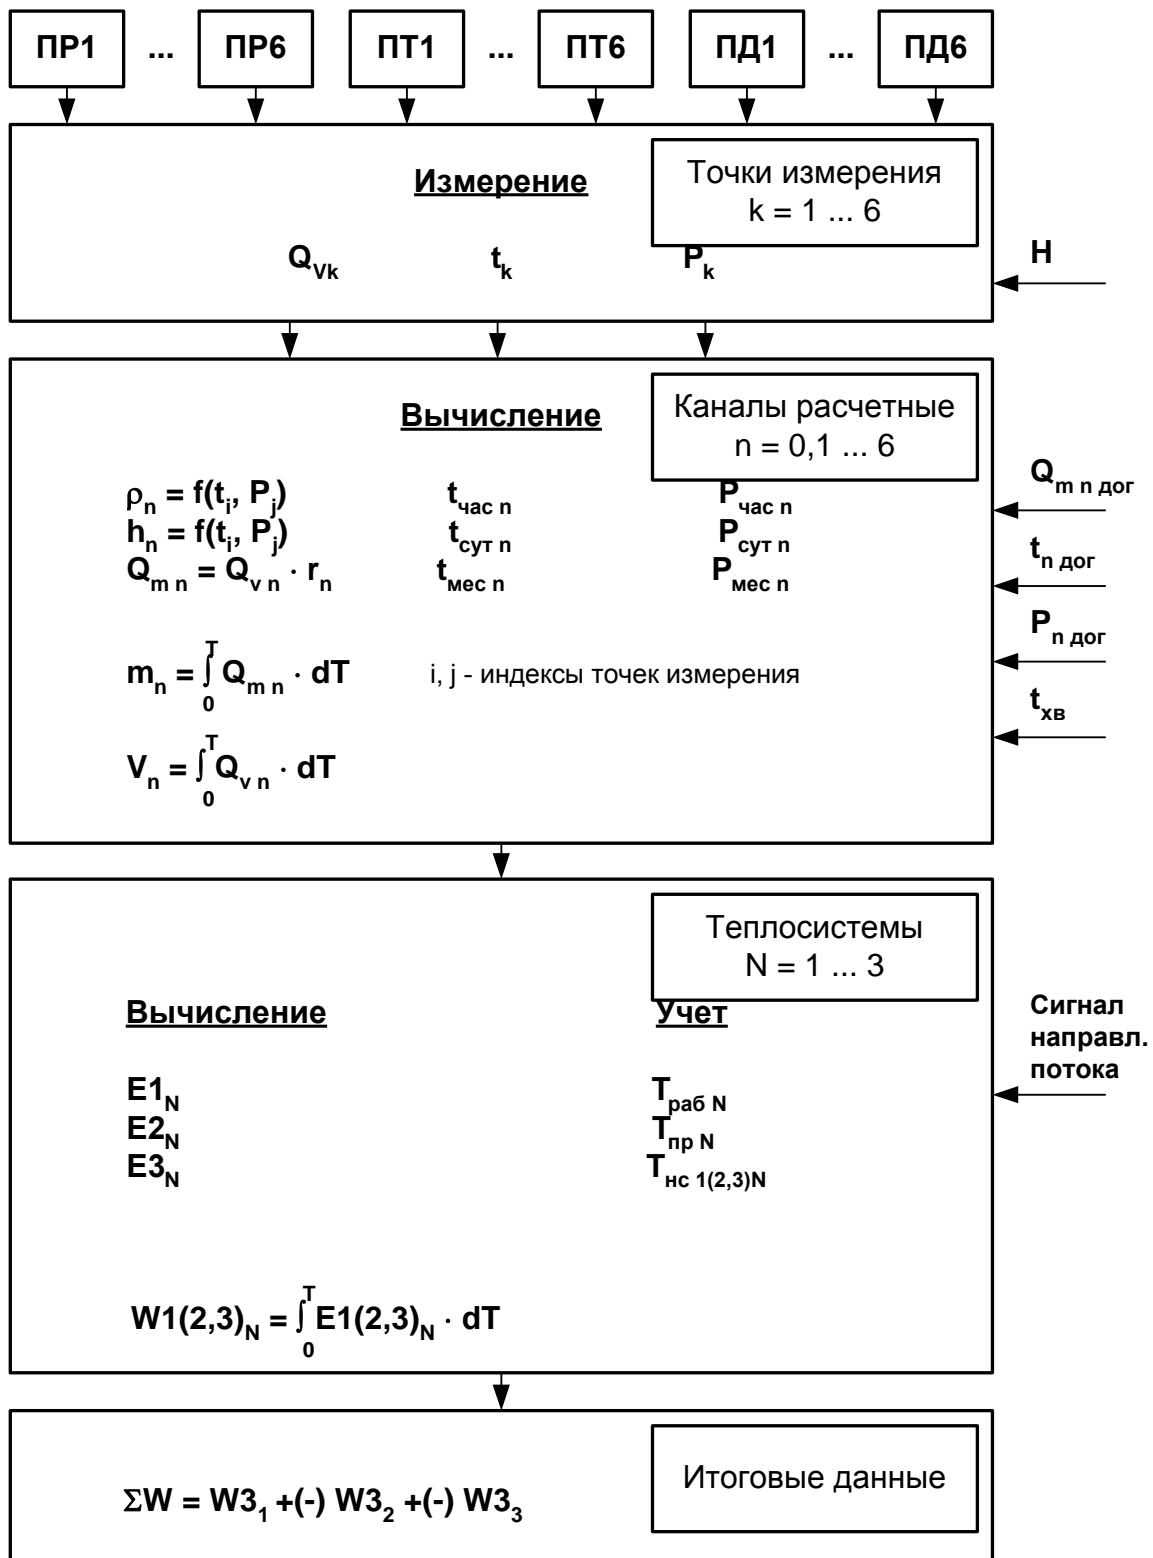 ПР1 ... ПР6 ПТ1 ... ПТ6 ПД1 ... ПД6
Точки измерения
k = 1 ... 6
Измерение
Q_Vk t_k P_k
H
Каналы расчетные
n = 0,1 ... 6
Вычисление
ρ_n = f(t_i, P_j) t_час n P_час n
h_n = f(t_i, P_j) t_сут n P_сут n
Q_m n = Q_v n · r_n t_мес n P_мес n
m_n = ∫_0^T Q_m n · dT i, j - индексы точек измерения
V_n = ∫_0^T Q_v n · dT
Q_m n дог
t_n дог
P_n дог
t_хв
Теплосистемы
N = 1 ... 3
Вычисление Учет
E1_N T_раб N
E2_N T_пр N
E3_N T_нс 1(2,3)N
W1(2,3)_N = ∫_0^T E1(2,3)_N · dT
Сигнал
направл.
потока
Итоговые данные
ΣW = W3_1 +(-) W3_2 +(-) W3_3